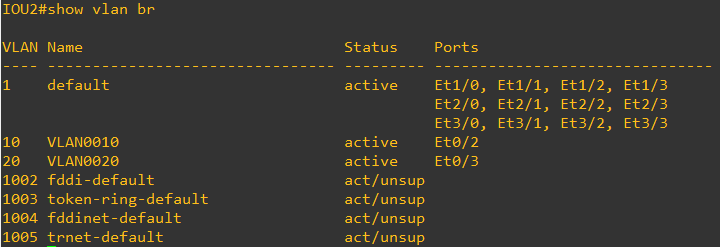 IOU2#show vlan br
VLAN Name                             Status    Ports
---- -------------------------------- --------- -------------------------------
1    default                          active    Et1/0, Et1/1, Et1/2, Et1/3
                                                Et2/0, Et2/1, Et2/2, Et2/3
                                                Et3/0, Et3/1, Et3/2, Et3/3
10   VLAN0010                         active    Et0/2
20   VLAN0020                         active    Et0/3
1002 fddi-default                     act/unsup
1003 token-ring-default               act/unsup
1004 fddinet-default                  act/unsup
1005 trnet-default                    act/unsup